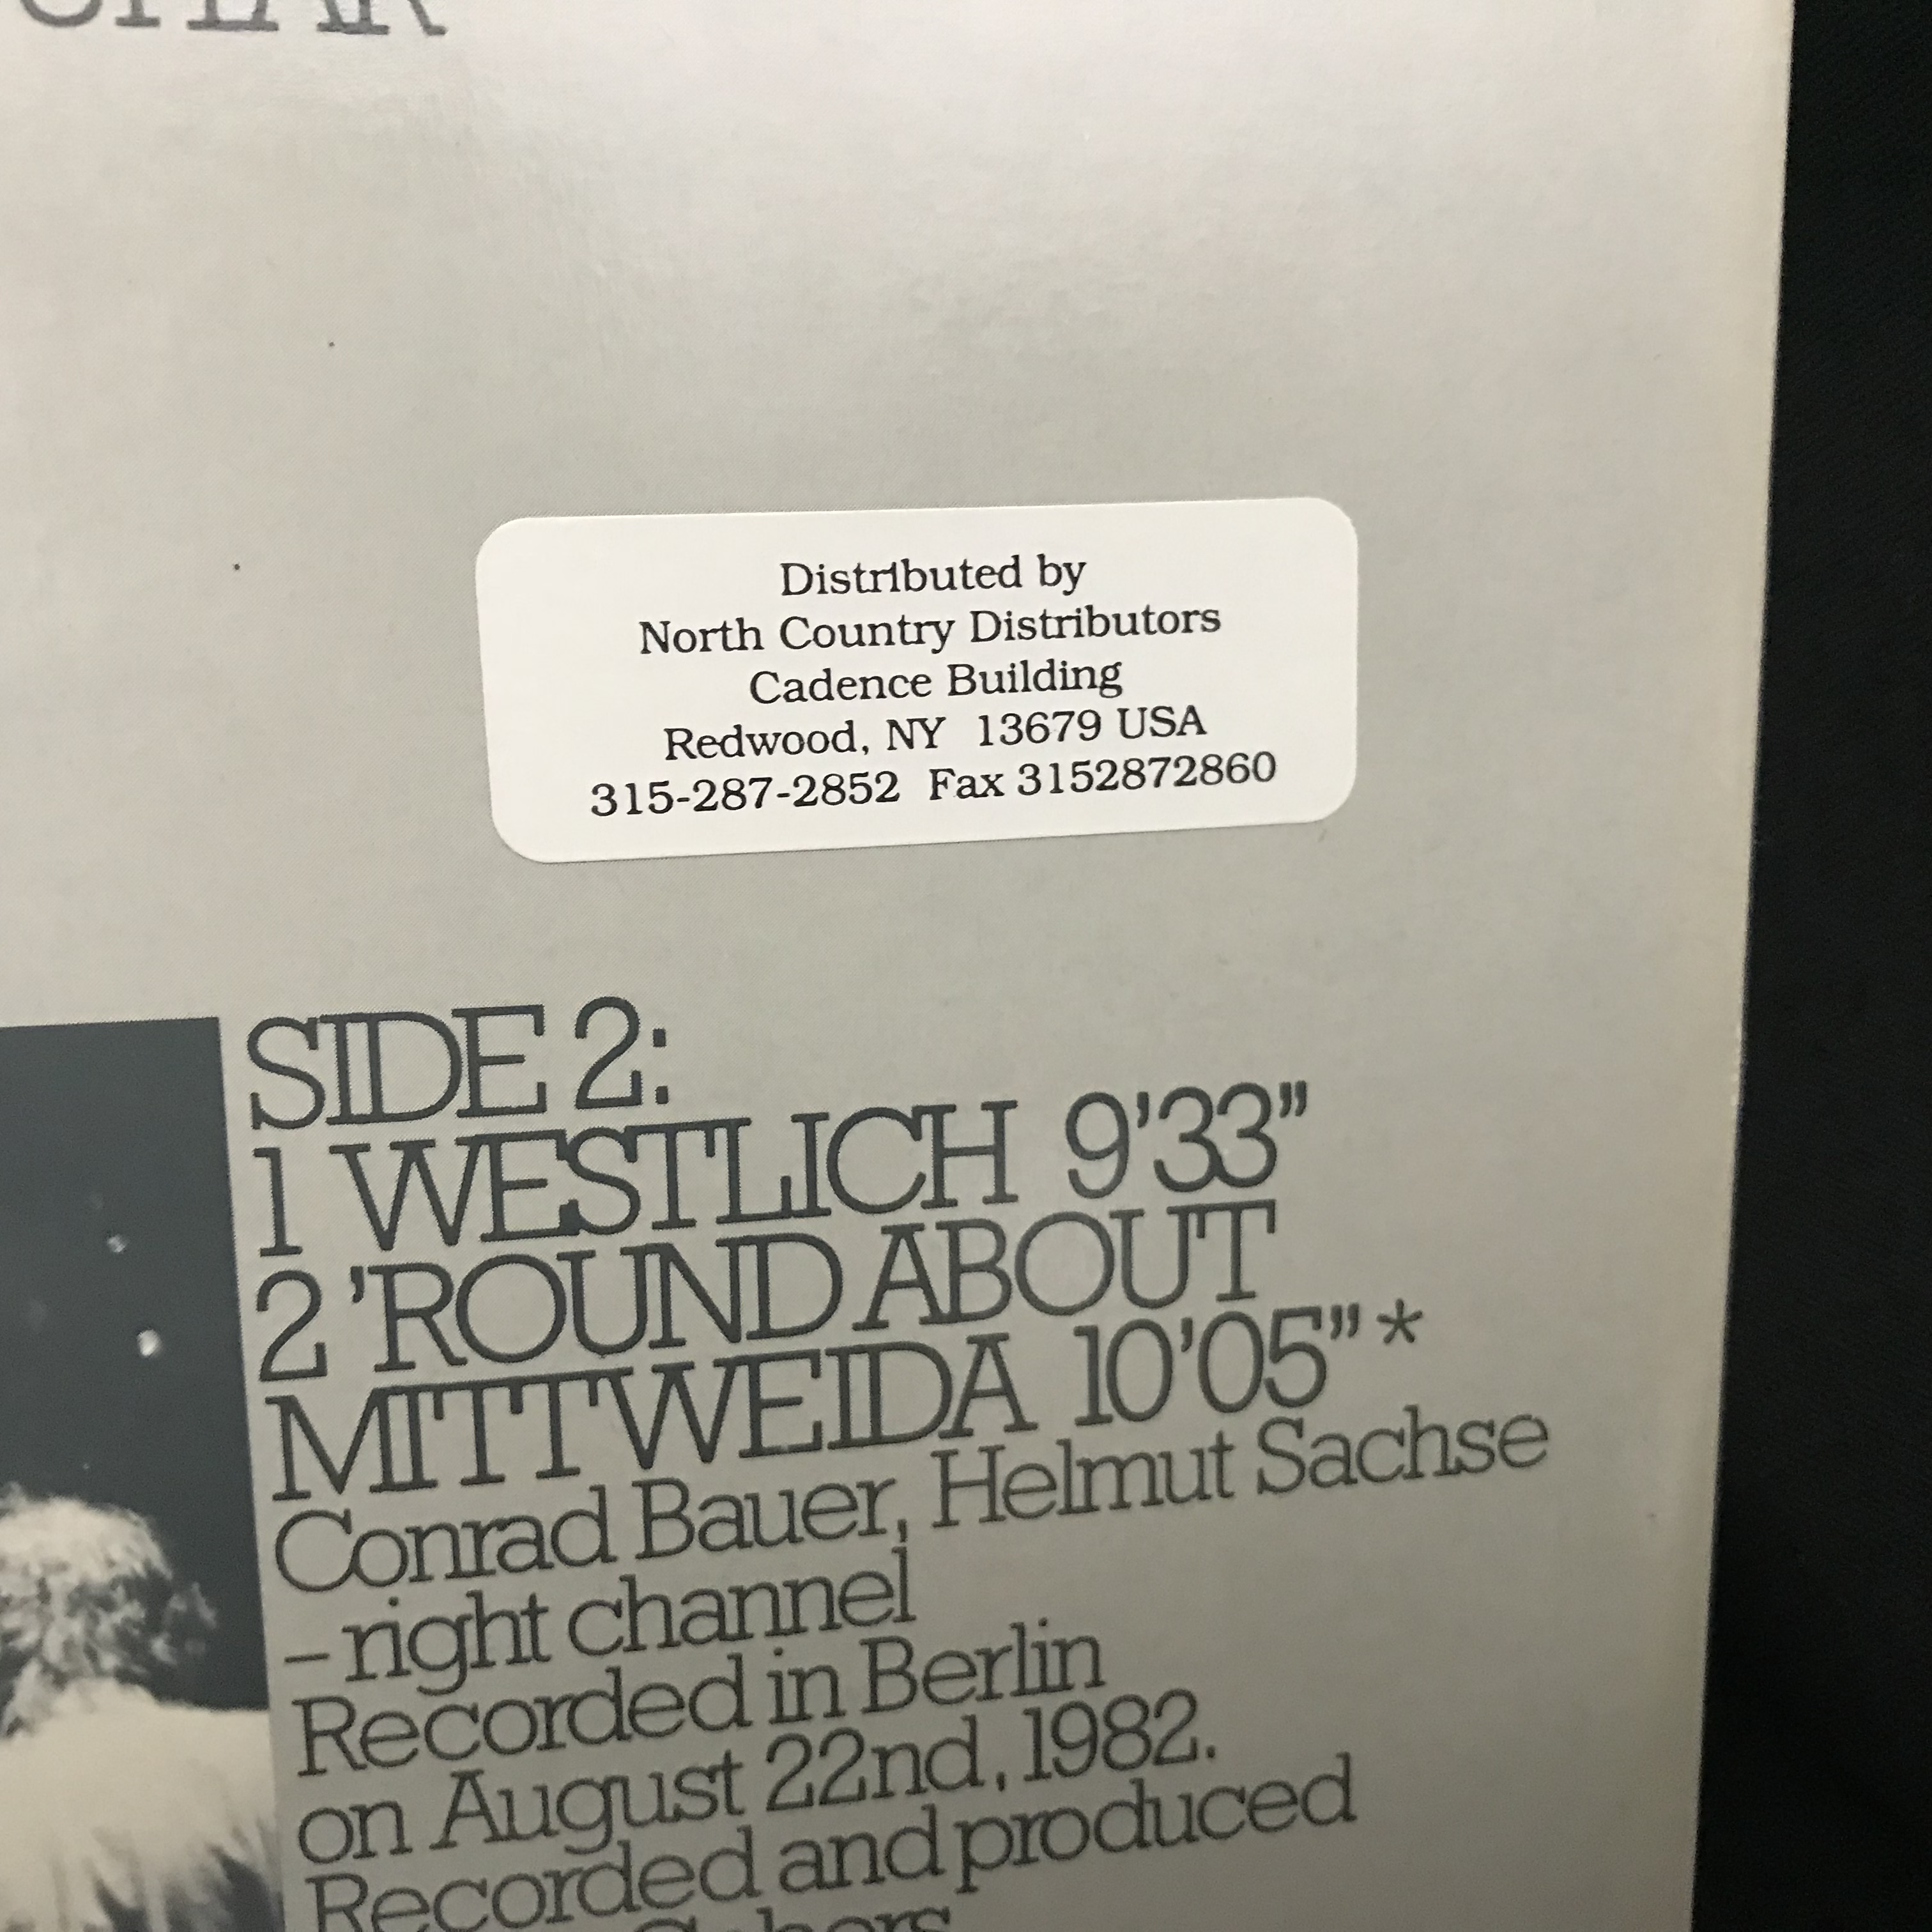 Distributed by
North Country Distributors
Cadence Building
Redwood, NY 13679 USA
315-287-2852 Fax 3152872860
SIDE 2:
1 WESTLICH 9'33”
2 ’ROUND ABOUT
MITTWEIDA 10’05” *
Conrad Bauer, Helmut Sachse
– right channel
Recorded in Berlin
on August 22nd, 1982.
Recorded and produced